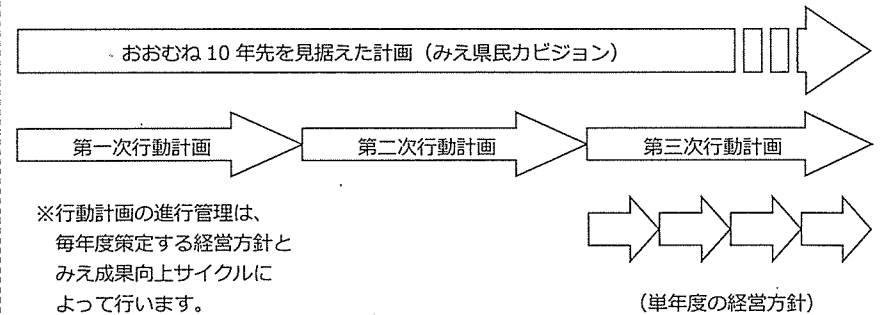 おおむね 10 年先を見据えた計画（みえ県民力ビジョン）
第一次行動計画
第二次行動計画
第三次行動計画
※行動計画の進行管理は、
毎年度策定する経営方針と
みえ成果向上サイクルに
よって行います。
（単年度の経営方針）